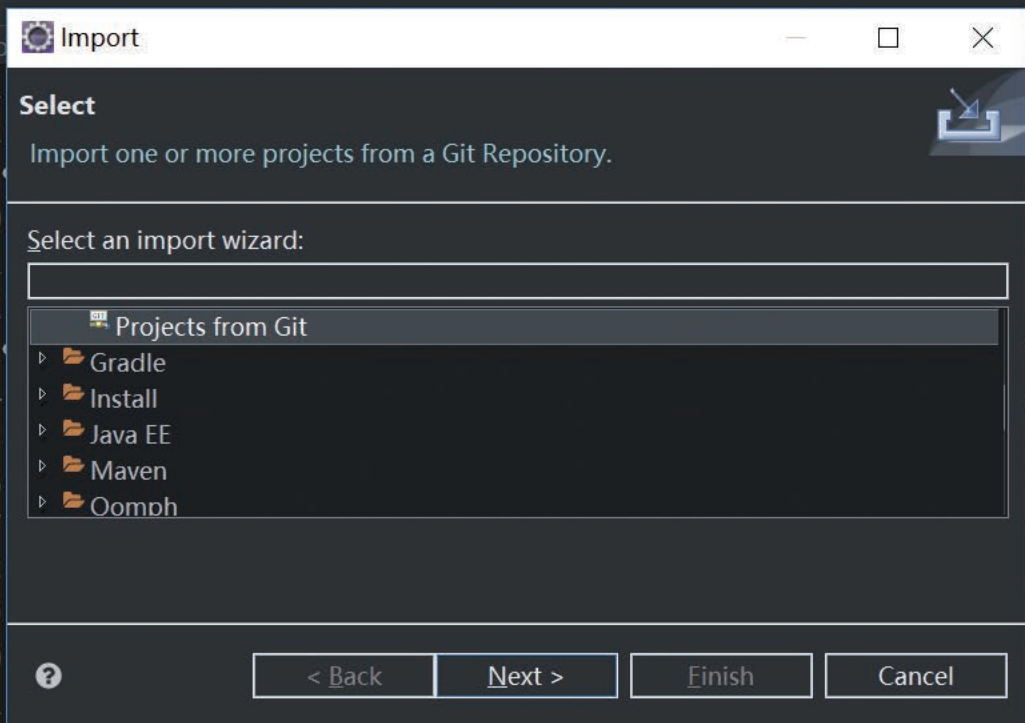 Import
Select
Import one or more projects from a Git Repository.
Select an import wizard:
GIT
Projects from Git
Gradle
Install
Java EE
Maven
Oomph
?
< Back Next > Finish Cancel